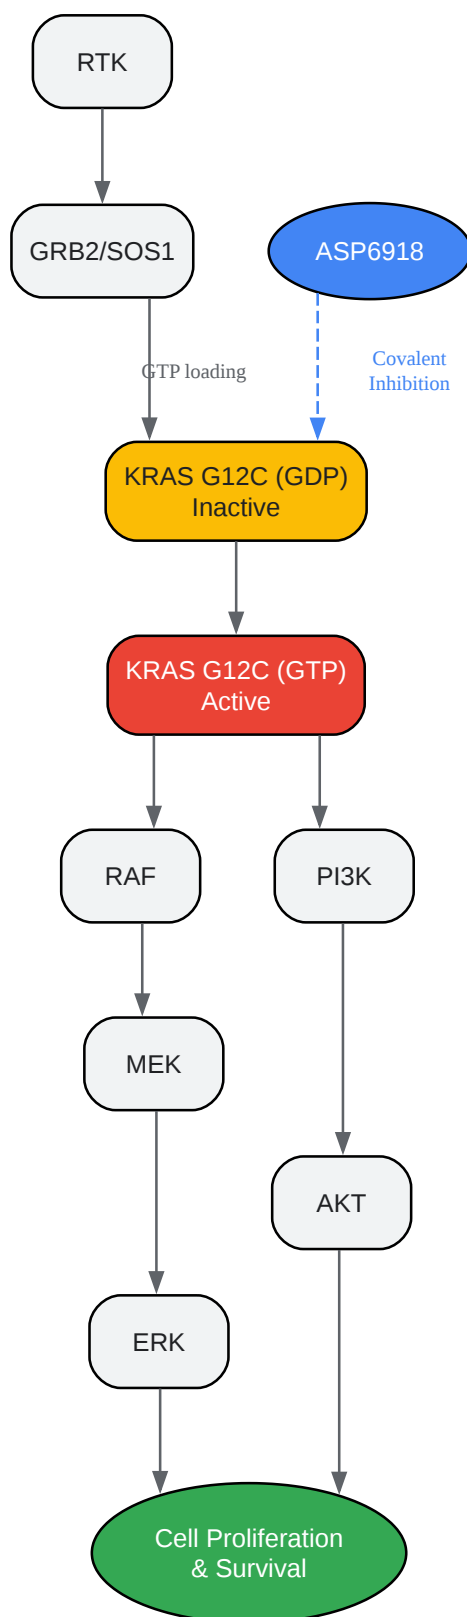 RTK
GRB2/SOS1
ASP6918
GTP loading
Covalent
Inhibition
KRAS G12C (GDP)
Inactive
KRAS G12C (GTP)
Active
RAF
PI3K
MEK
AKT
ERK
Cell Proliferation
& Survival